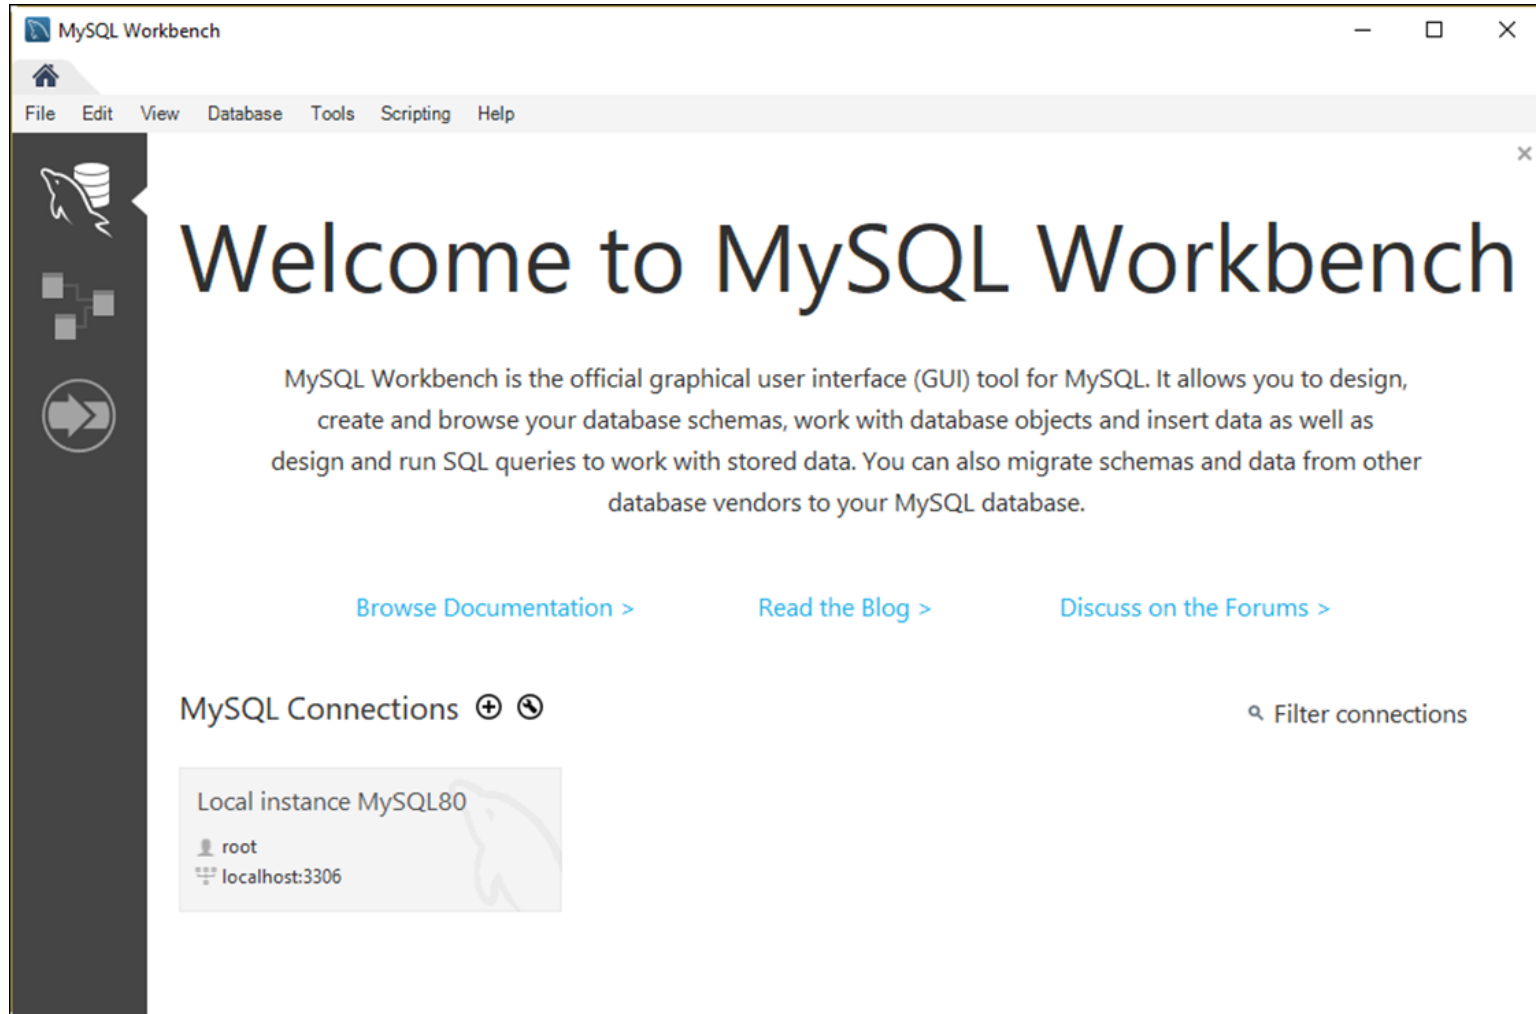 MySQL Workbench
File Edit View Database Tools Scripting Help
Welcome to MySQL Workbench
MySQL Workbench is the official graphical user interface (GUI) tool for MySQL. It allows you to design,
create and browse your database schemas, work with database objects and insert data as well as
design and run SQL queries to work with stored data. You can also migrate schemas and data from other
database vendors to your MySQL database.
Browse Documentation > Read the Blog > Discuss on the Forums >
MySQL Connections Filter connections
Local instance MySQL80
root
localhost:3306